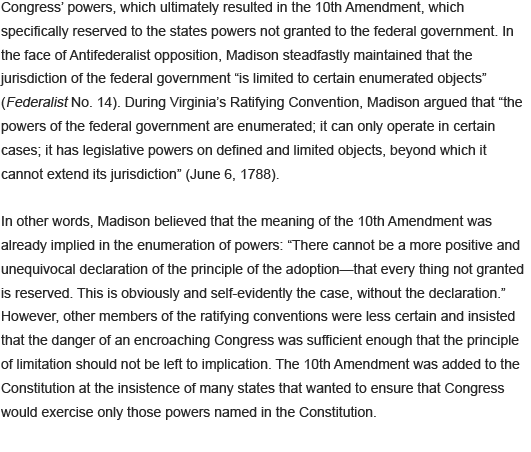 Congress’ powers, which ultimately resulted in the 10th Amendment, which
specifically reserved to the states powers not granted to the federal government. In
the face of Antifederalist opposition, Madison steadfastly maintained that the
jurisdiction of the federal government “is limited to certain enumerated objects”
(Federalist No. 14). During Virginia’s Ratifying Convention, Madison argued that “the
powers of the federal government are enumerated; it can only operate in certain
cases; it has legislative powers on defined and limited objects, beyond which it
cannot extend its jurisdiction” (June 6, 1788).

In other words, Madison believed that the meaning of the 10th Amendment was
already implied in the enumeration of powers: “There cannot be a more positive and
unequivocal declaration of the principle of the adoption—that every thing not granted
is reserved. This is obviously and self-evidently the case, without the declaration.”
However, other members of the ratifying conventions were less certain and insisted
that the danger of an encroaching Congress was sufficient enough that the principle
of limitation should not be left to implication. The 10th Amendment was added to the
Constitution at the insistence of many states that wanted to ensure that Congress
would exercise only those powers named in the Constitution.